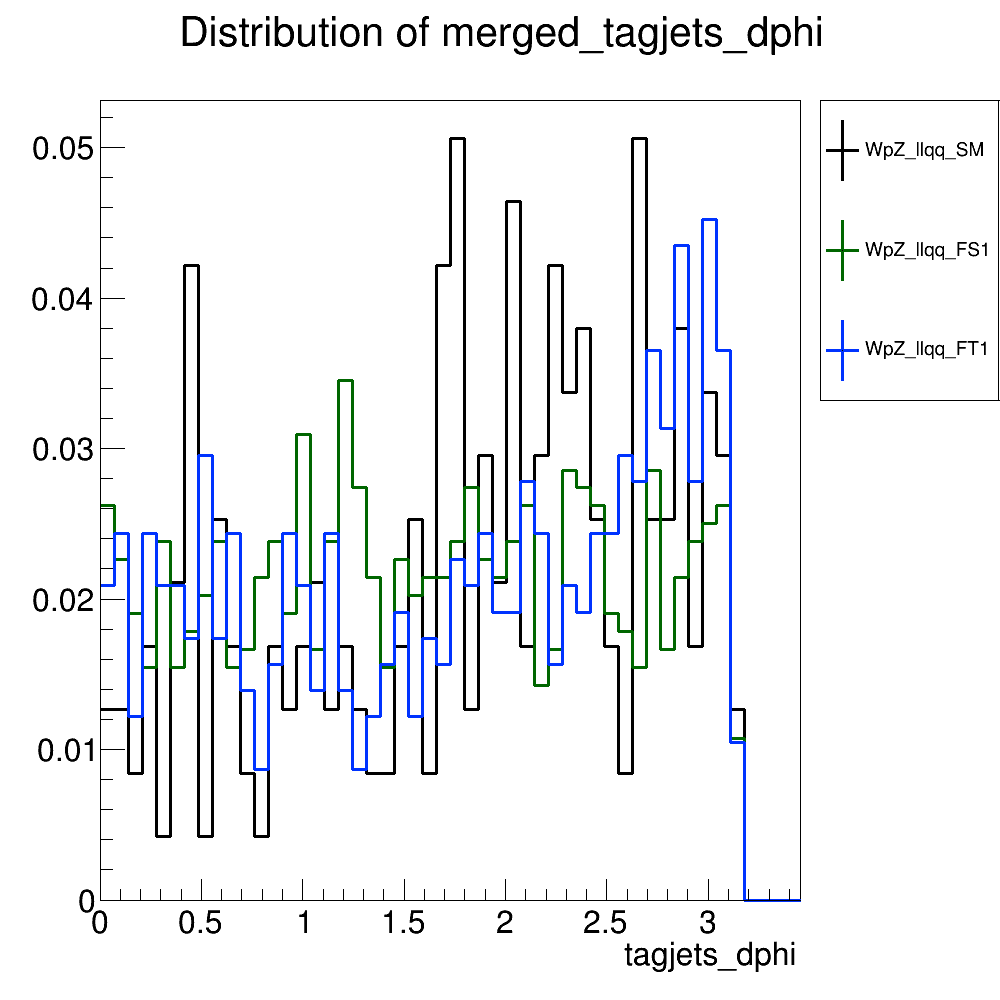 Distribution of merged_tagjets_dphi
0.05
0.04
0.03
0.02
0.01
0
0 0.5 1 1.5 2 2.5 3
tagjets_dphi
WpZ_llqq_SM
WpZ_llqq_FS1
WpZ_llqq_FT1